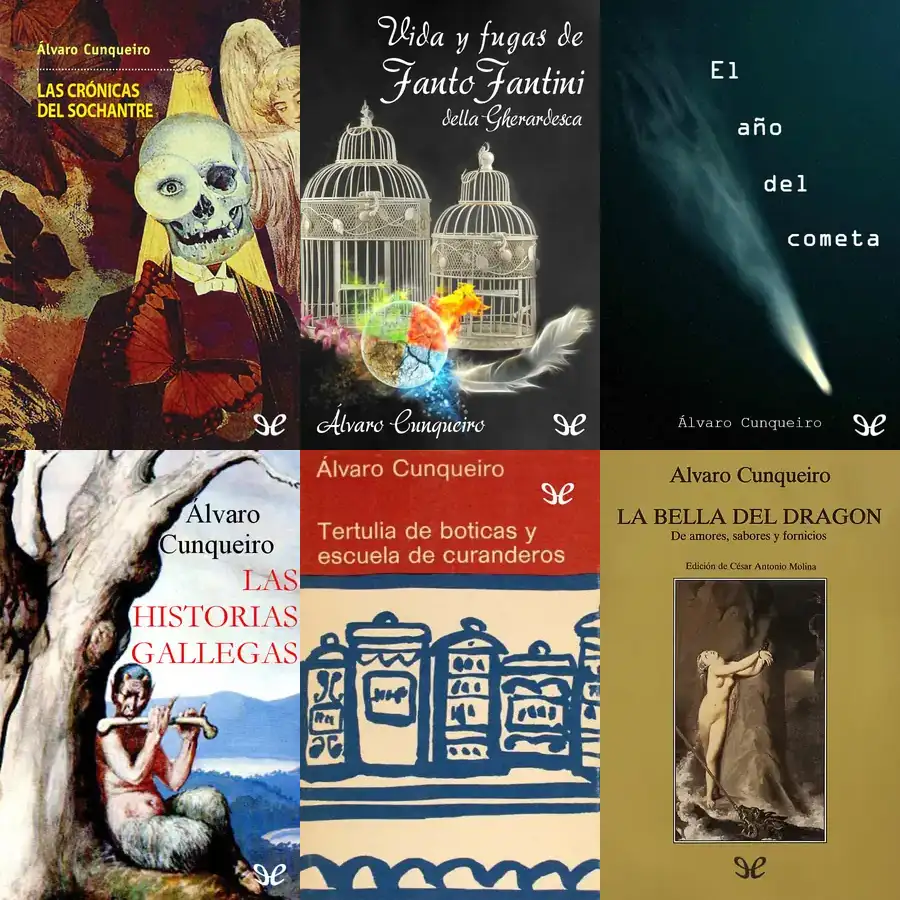 Álvaro Cunqueiro
LAS CRÓNICAS
DEL SOCHANTRE
Vida y fugas de
Fanto Fantini
della Gherardesca
Álvaro Cunqueiro
El
año
del
cometa
Álvaro Cunqueiro
Álvaro
Cunqueiro
LAS
HISTORIAS
GALLEGAS
Álvaro Cunqueiro
Tertulia de boticas y
escuela de curanderos
Alvaro Cunqueiro
LA BELLA DEL DRAGON
De amores, sabores y fornicios
Edición de César Antonio Molina